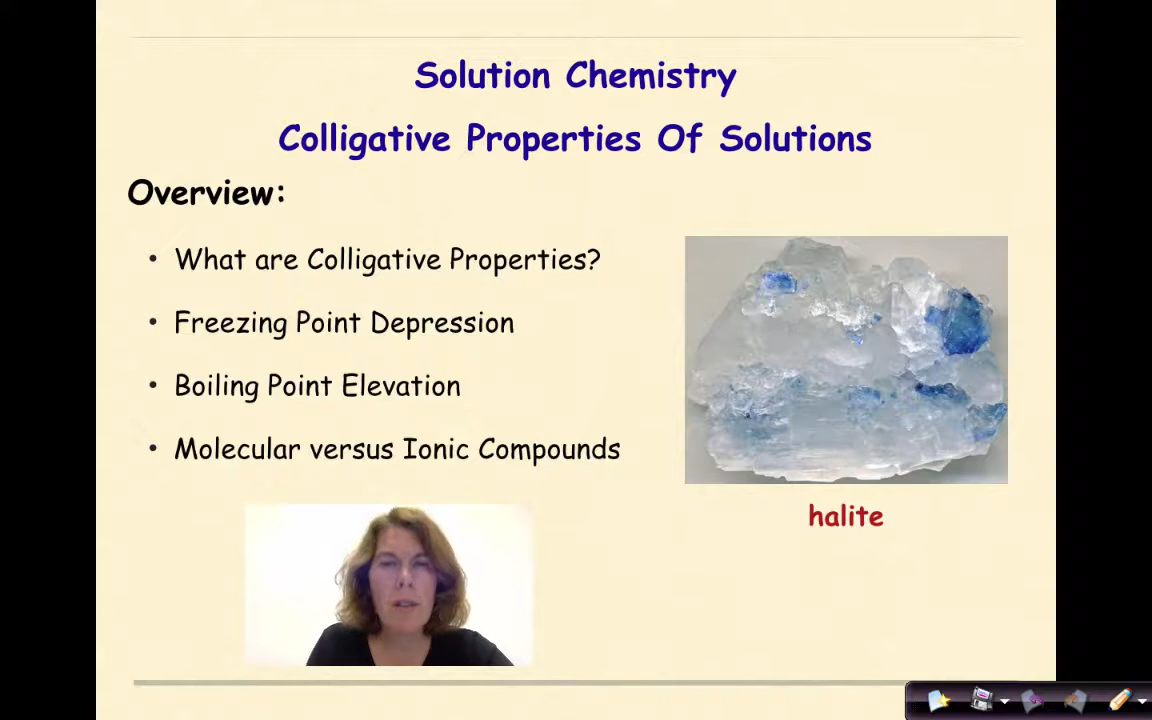 Solution Chemistry
Colligative Properties Of Solutions
Overview:
• What are Colligative Properties?
• Freezing Point Depression
• Boiling Point Elevation
• Molecular versus Ionic Compounds
halite